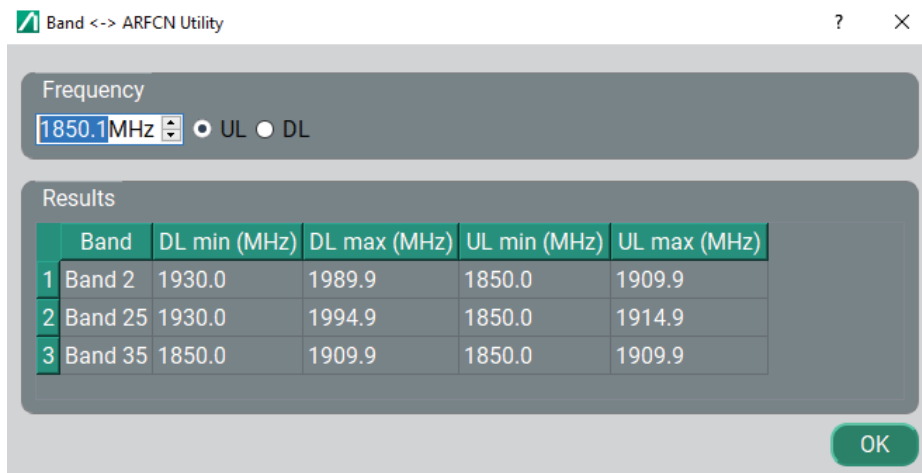 Band <-> ARFCN Utility ? ×
Frequency
1850.1MHz UL DL
Results
Band DL min (MHz) DL max (MHz) UL min (MHz) UL max (MHz)
1 Band 2 1930.0 1989.9 1850.0 1909.9
2 Band 25 1930.0 1994.9 1850.0 1914.9
3 Band 35 1850.0 1909.9 1850.0 1909.9
OK